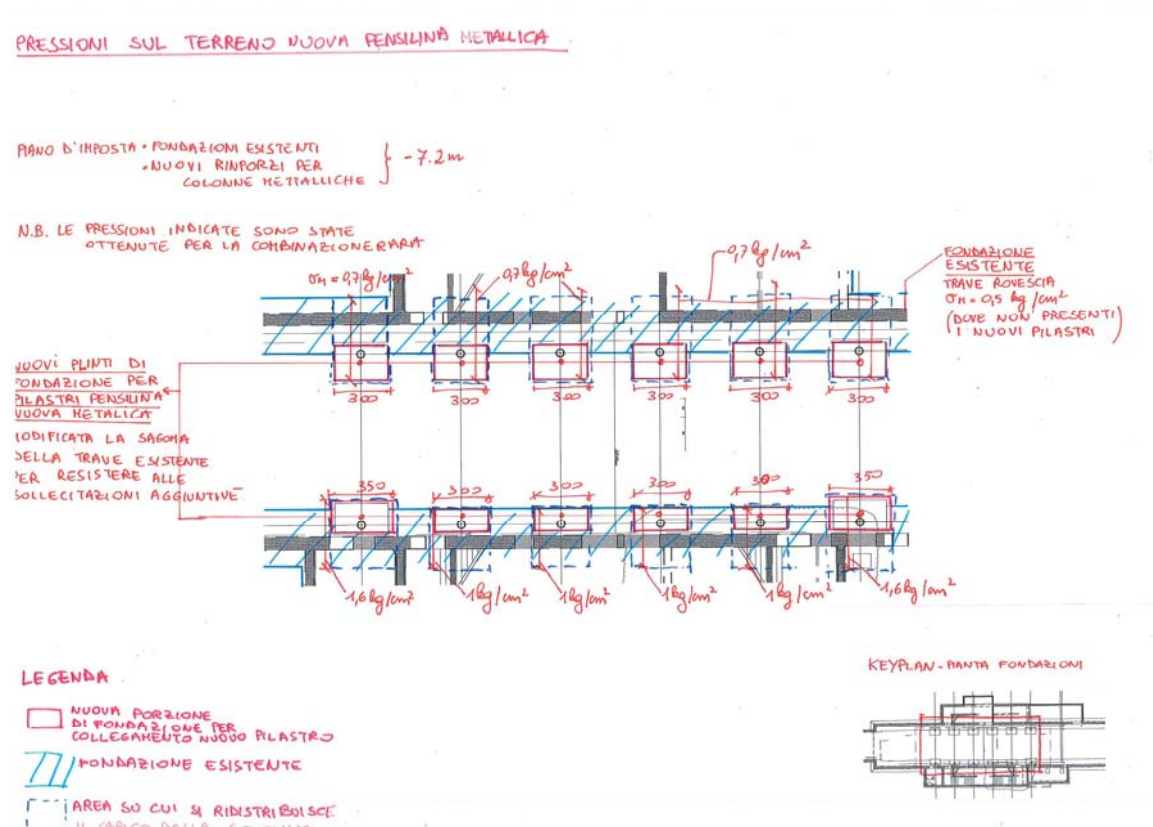 PRESSIONI SUL TERRENO NUOVA PENSILINA METALLICA
PIANO D'IMPOSTA • FONDAZIONI ESISTENTI
• NUOVI RINFORZI PER
COLONNE METTALLICHE
} -7.2m
N.B. LE PRESSIONI INDICATE SONO STATE
OTTENUTE PER LA COMBINAZIONE RARA
σM = 0,7 kg/cm²
0,7 kg/cm²
0,7 kg/cm²
FONDAZIONE
ESISTENTE
TRAVE ROVESCIA
σM = 0,5 kg/cm²
(DOVE NON PRESENTI
I NUOVI PILASTRI)
NUOVI PLINTI DI
FONDAZIONE PER
PILASTRI PENSILINA
NUOVA METALICA
MODIFICATA LA SAGOMA
DELLA TRAVE ESISTENTE
PER RESISTERE ALLE
SOLLECITAZIONI AGGIUNTIVE
300 300 300 300 300 300
350 300 300 300 300 350
1,6 kg/cm² 1 kg/cm² 1 kg/cm² 1 kg/cm² 1 kg/cm² 1,6 kg/cm²
LEGENDA
NUOVA PORZIONE
DI FONDAZIONE PER
COLLEGAMENTO NUOVO PILASTRO
FONDAZIONE ESISTENTE
AREA SU CUI SI RIDISTRIBUISCE
KEYPLAN - PIANTA FONDAZIONI